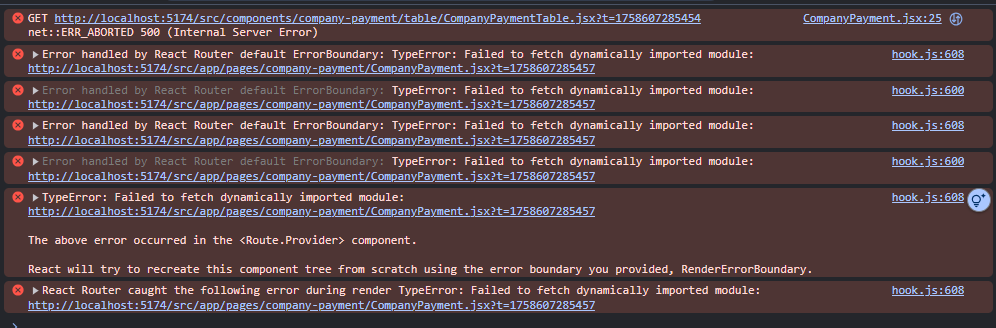 GET http://localhost:5174/src/components/company-payment/table/CompanyPaymentTable.jsx?t=1758607285454 CompanyPayment.jsx:25
net::ERR_ABORTED 500 (Internal Server Error)
Error handled by React Router default ErrorBoundary: TypeError: Failed to fetch dynamically imported module: hook.js:608
http://localhost:5174/src/app/pages/company-payment/CompanyPayment.jsx?t=1758607285457
Error handled by React Router default ErrorBoundary: TypeError: Failed to fetch dynamically imported module: hook.js:600
http://localhost:5174/src/app/pages/company-payment/CompanyPayment.jsx?t=1758607285457
Error handled by React Router default ErrorBoundary: TypeError: Failed to fetch dynamically imported module: hook.js:608
http://localhost:5174/src/app/pages/company-payment/CompanyPayment.jsx?t=1758607285457
Error handled by React Router default ErrorBoundary: TypeError: Failed to fetch dynamically imported module: hook.js:600
http://localhost:5174/src/app/pages/company-payment/CompanyPayment.jsx?t=1758607285457
TypeError: Failed to fetch dynamically imported module: hook.js:608
http://localhost:5174/src/app/pages/company-payment/CompanyPayment.jsx?t=1758607285457
The above error occurred in the <Route.Provider> component.
React will try to recreate this component tree from scratch using the error boundary you provided, RenderErrorBoundary.
React Router caught the following error during render TypeError: Failed to fetch dynamically imported module: hook.js:608
http://localhost:5174/src/app/pages/company-payment/CompanyPayment.jsx?t=1758607285457